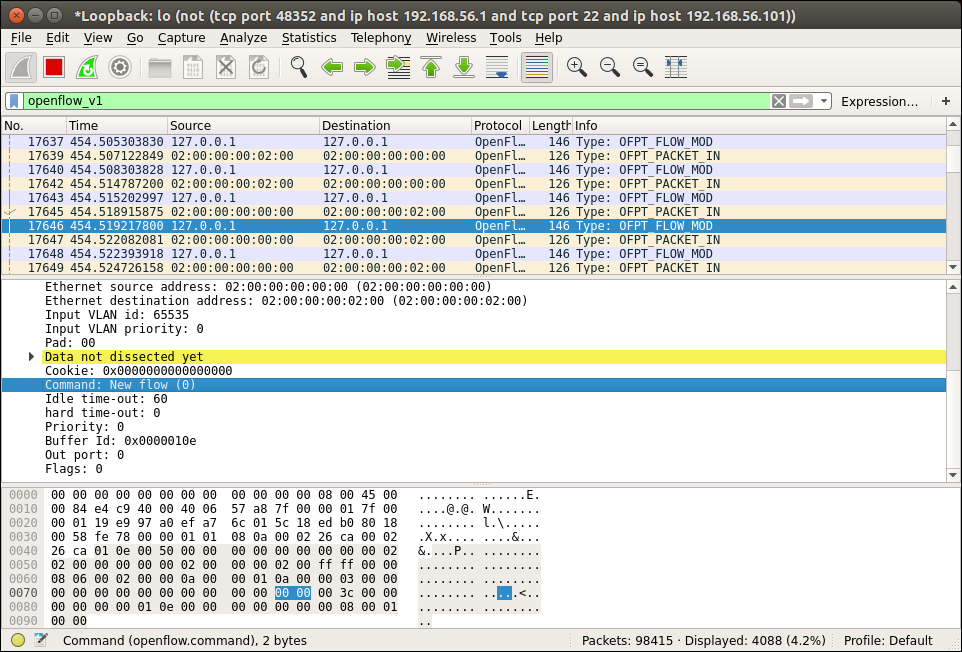 *Loopback: lo (not (tcp port 48352 and ip host 192.168.56.1 and tcp port 22 and ip host 192.168.56.101))
File Edit View Go Capture Analyze Statistics Telephony Wireless Tools Help
openflow_v1 Expression… +
No. Time Source Destination Protocol Length Info
17637 454.505303830 127.0.0.1 127.0.0.1 OpenFl… 146 Type: OFPT_FLOW_MOD
17639 454.507122849 02:00:00:00:02:00 02:00:00:00:00:00 OpenFl… 126 Type: OFPT_PACKET_IN
17640 454.508303828 127.0.0.1 127.0.0.1 OpenFl… 146 Type: OFPT_FLOW_MOD
17642 454.514787200 02:00:00:00:02:00 02:00:00:00:00:00 OpenFl… 126 Type: OFPT_PACKET_IN
17643 454.515202997 127.0.0.1 127.0.0.1 OpenFl… 146 Type: OFPT_FLOW_MOD
17645 454.518915875 02:00:00:00:00:00 02:00:00:00:02:00 OpenFl… 126 Type: OFPT_PACKET_IN
17646 454.519217800 127.0.0.1 127.0.0.1 OpenFl… 146 Type: OFPT_FLOW_MOD
17647 454.522082081 02:00:00:00:00:00 02:00:00:00:02:00 OpenFl… 126 Type: OFPT_PACKET_IN
17648 454.522393918 127.0.0.1 127.0.0.1 OpenFl… 146 Type: OFPT_FLOW_MOD
17649 454.524726158 02:00:00:00:00:00 02:00:00:00:02:00 OpenFl… 126 Type: OFPT_PACKET_IN
Ethernet source address: 02:00:00:00:00:00 (02:00:00:00:00:00)
Ethernet destination address: 02:00:00:00:02:00 (02:00:00:00:02:00)
Input VLAN id: 65535
Input VLAN priority: 0
Pad: 00
Data not dissected yet
Cookie: 0x0000000000000000
Command: New flow (0)
Idle time-out: 60
hard time-out: 0
Priority: 0
Buffer Id: 0x0000010e
Out port: 0
Flags: 0
0000 00 00 00 00 00 00 00 00 00 00 00 00 08 00 45 00 ........ ......E.
0010 00 84 e4 c9 40 00 40 06 57 a8 7f 00 00 01 7f 00 ....@.@. W.......
0020 00 01 19 e9 97 a0 ef a7 6c 01 5c 18 ed b0 80 18 ........ l.\.....
0030 00 58 fe 78 00 00 01 01 08 0a 00 02 26 ca 00 02 .X.x.... ....&...
0040 26 ca 01 0e 00 50 00 00 00 00 00 00 00 00 00 02 &....P.. ........
0050 00 00 00 00 00 02 00 00 00 02 00 ff ff 00 00 ........ ........
0060 08 06 00 02 00 00 0a 00 00 01 0a 00 00 03 00 00 ........ ........
0070 00 00 00 00 00 00 00 00 00 00 00 00 00 3c 00 00 ........ .....<..
0080 00 00 00 00 01 0e 00 00 00 00 00 00 00 08 00 01 ........ ........
0090 00 00 ..
Command (openflow.command), 2 bytes Packets: 98415 · Displayed: 4088 (4.2%) Profile: Default